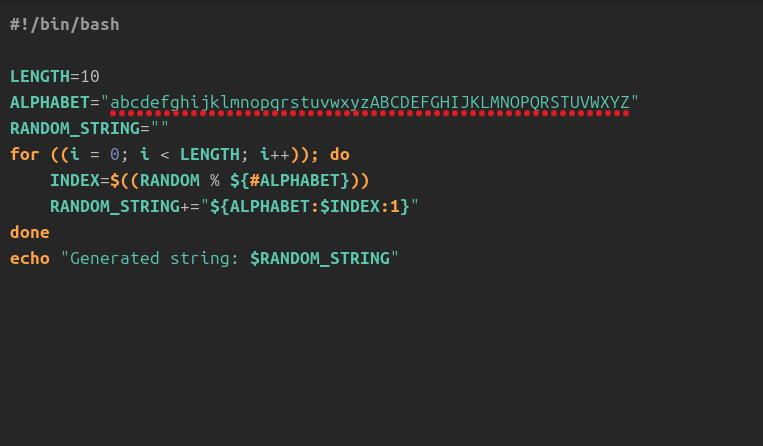 #!/bin/bash

LENGTH=10
ALPHABET="abcdefghijklmnopqrstuvwxyzABCDEFGHIJKLMNOPQRSTUVWXYZ"
RANDOM_STRING=""
for ((i = 0; i < LENGTH; i++)); do
    INDEX=$((RANDOM % ${#ALPHABET}))
    RANDOM_STRING+="${ALPHABET:$INDEX:1}"
done
echo "Generated string: $RANDOM_STRING"